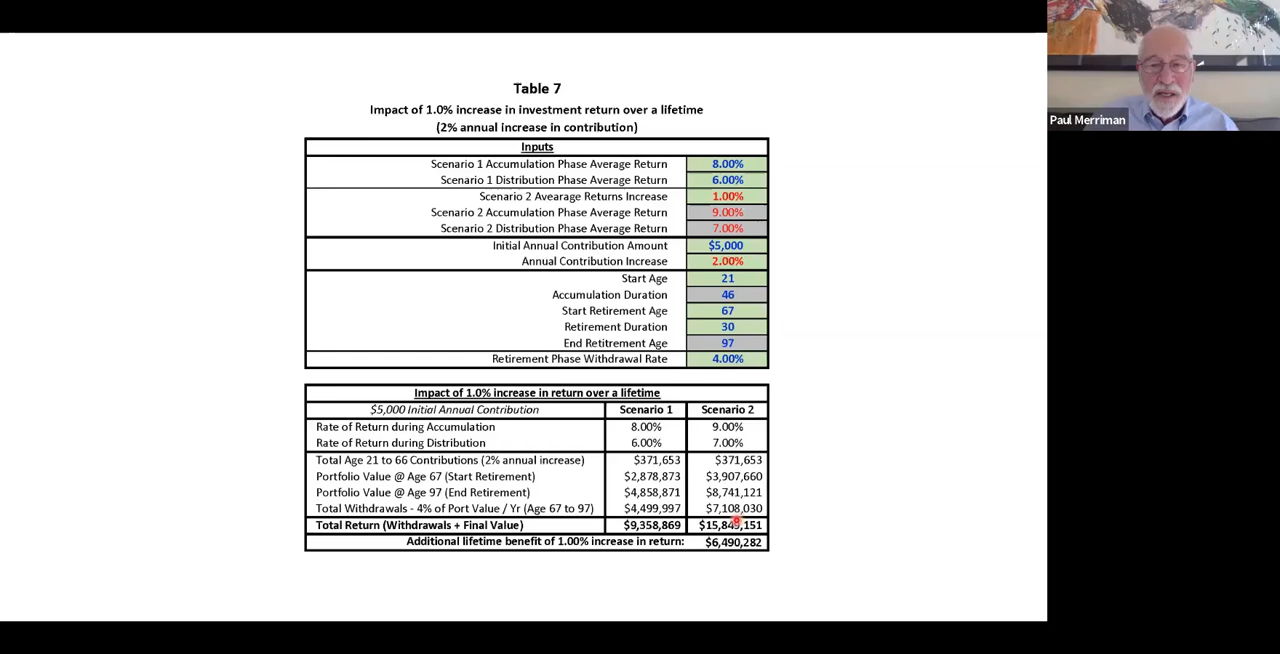 Table 7
Impact of 1.0% increase in investment return over a lifetime
(2% annual increase in contribution)
Inputs
Scenario 1 Accumulation Phase Average Return 8.00%
Scenario 1 Distribution Phase Average Return 6.00%
Scenario 2 Avearage Returns Increase 1.00%
Scenario 2 Accumulation Phase Average Return 9.00%
Scenario 2 Distribution Phase Average Return 7.00%
Initial Annual Contribution Amount $5,000
Annual Contribution Increase 2.00%
Start Age 21
Accumulation Duration 46
Start Retirement Age 67
Retirement Duration 30
End Retitrement Age 97
Retirement Phase Withdrawal Rate 4.00%
Impact of 1.0% increase in return over a lifetime
$5,000 Initial Annual Contribution Scenario 1 Scenario 2
Rate of Return during Accumulation 8.00% 9.00%
Rate of Return during Distribution 6.00% 7.00%
Total Age 21 to 66 Contributions (2% annual increase) $371,653 $371,653
Portfolio Value @ Age 67 (Start Retirement) $2,878,873 $3,907,660
Portfolio Value @ Age 97 (End Retirement) $4,858,871 $8,741,121
Total Withdrawals - 4% of Port Value / Yr (Age 67 to 97) $4,499,997 $7,108,030
Total Return (Withdrawals + Final Value) $9,358,869 $15,849,151
Additional lifetime benefit of 1.00% increase in return: $6,490,282
Paul Merriman